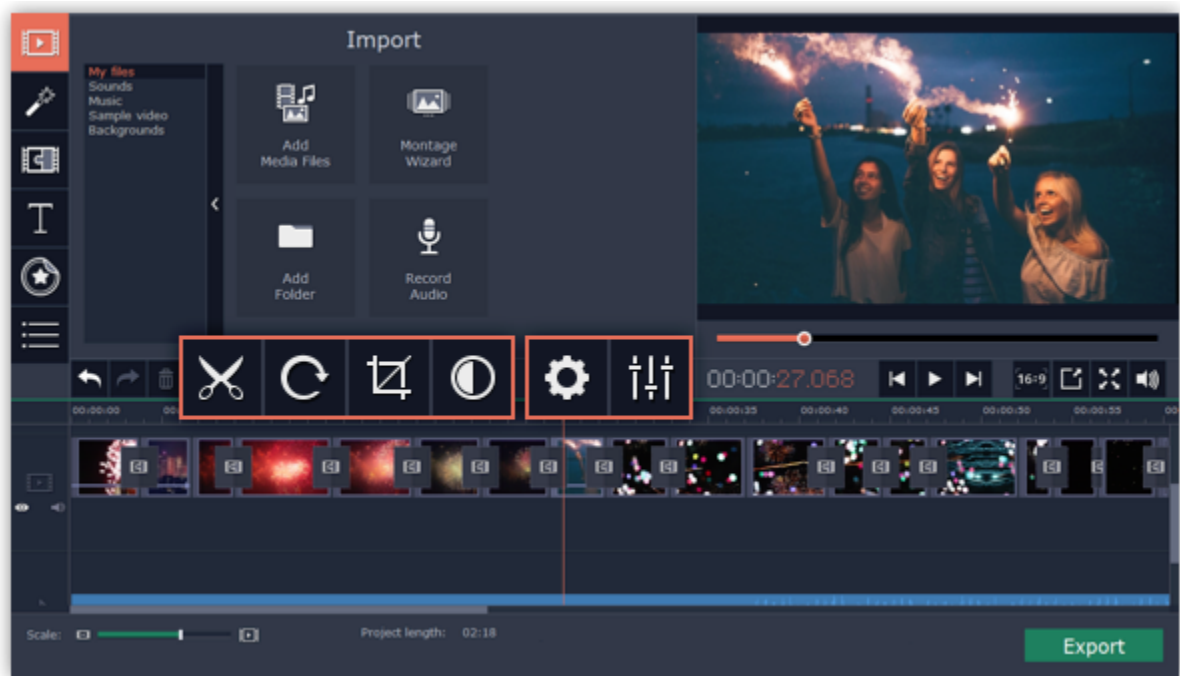 Import
My files
Sounds
Music
Sample video
Backgrounds
Add
Media Files
Montage
Wizard
Add
Folder
Record
Audio
00:00:27.068
16:9
00:00:00
00:00:35
00:00:40
00:00:45
00:00:50
00:00:55
Scale:
Project length: 02:18
Export